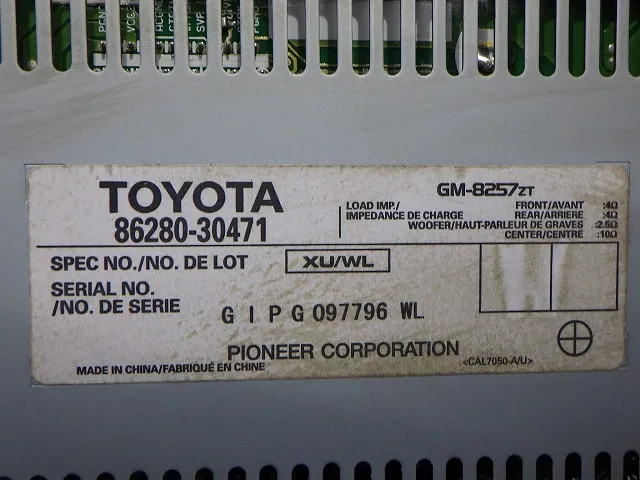 TOYOTA
86280-30471
GM-8257ZT
LOAD IMP./ FRONT/AVANT :4Ω
IMPEDANCE DE CHARGE REAR/ARRIERE :4Ω
WOOFER/HAUT-PARLEUR DE GRAVES :2.5Ω
CENTER/CENTRE :10Ω
SPEC NO./NO. DE LOT XU/WL
SERIAL NO.
/NO. DE SERIE GIPG097796 WL
PIONEER CORPORATION
MADE IN CHINA/FABRIQUÉ EN CHINE
<CAL7050-A/U>